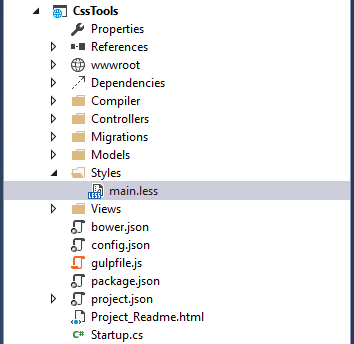 CssTools
Properties
References
wwwroot
Dependencies
Compiler
Controllers
Migrations
Models
Styles
LESS main.less
Views
bower.json
config.json
gulpfile.js
package.json
project.json
Project_Readme.html
C# Startup.cs